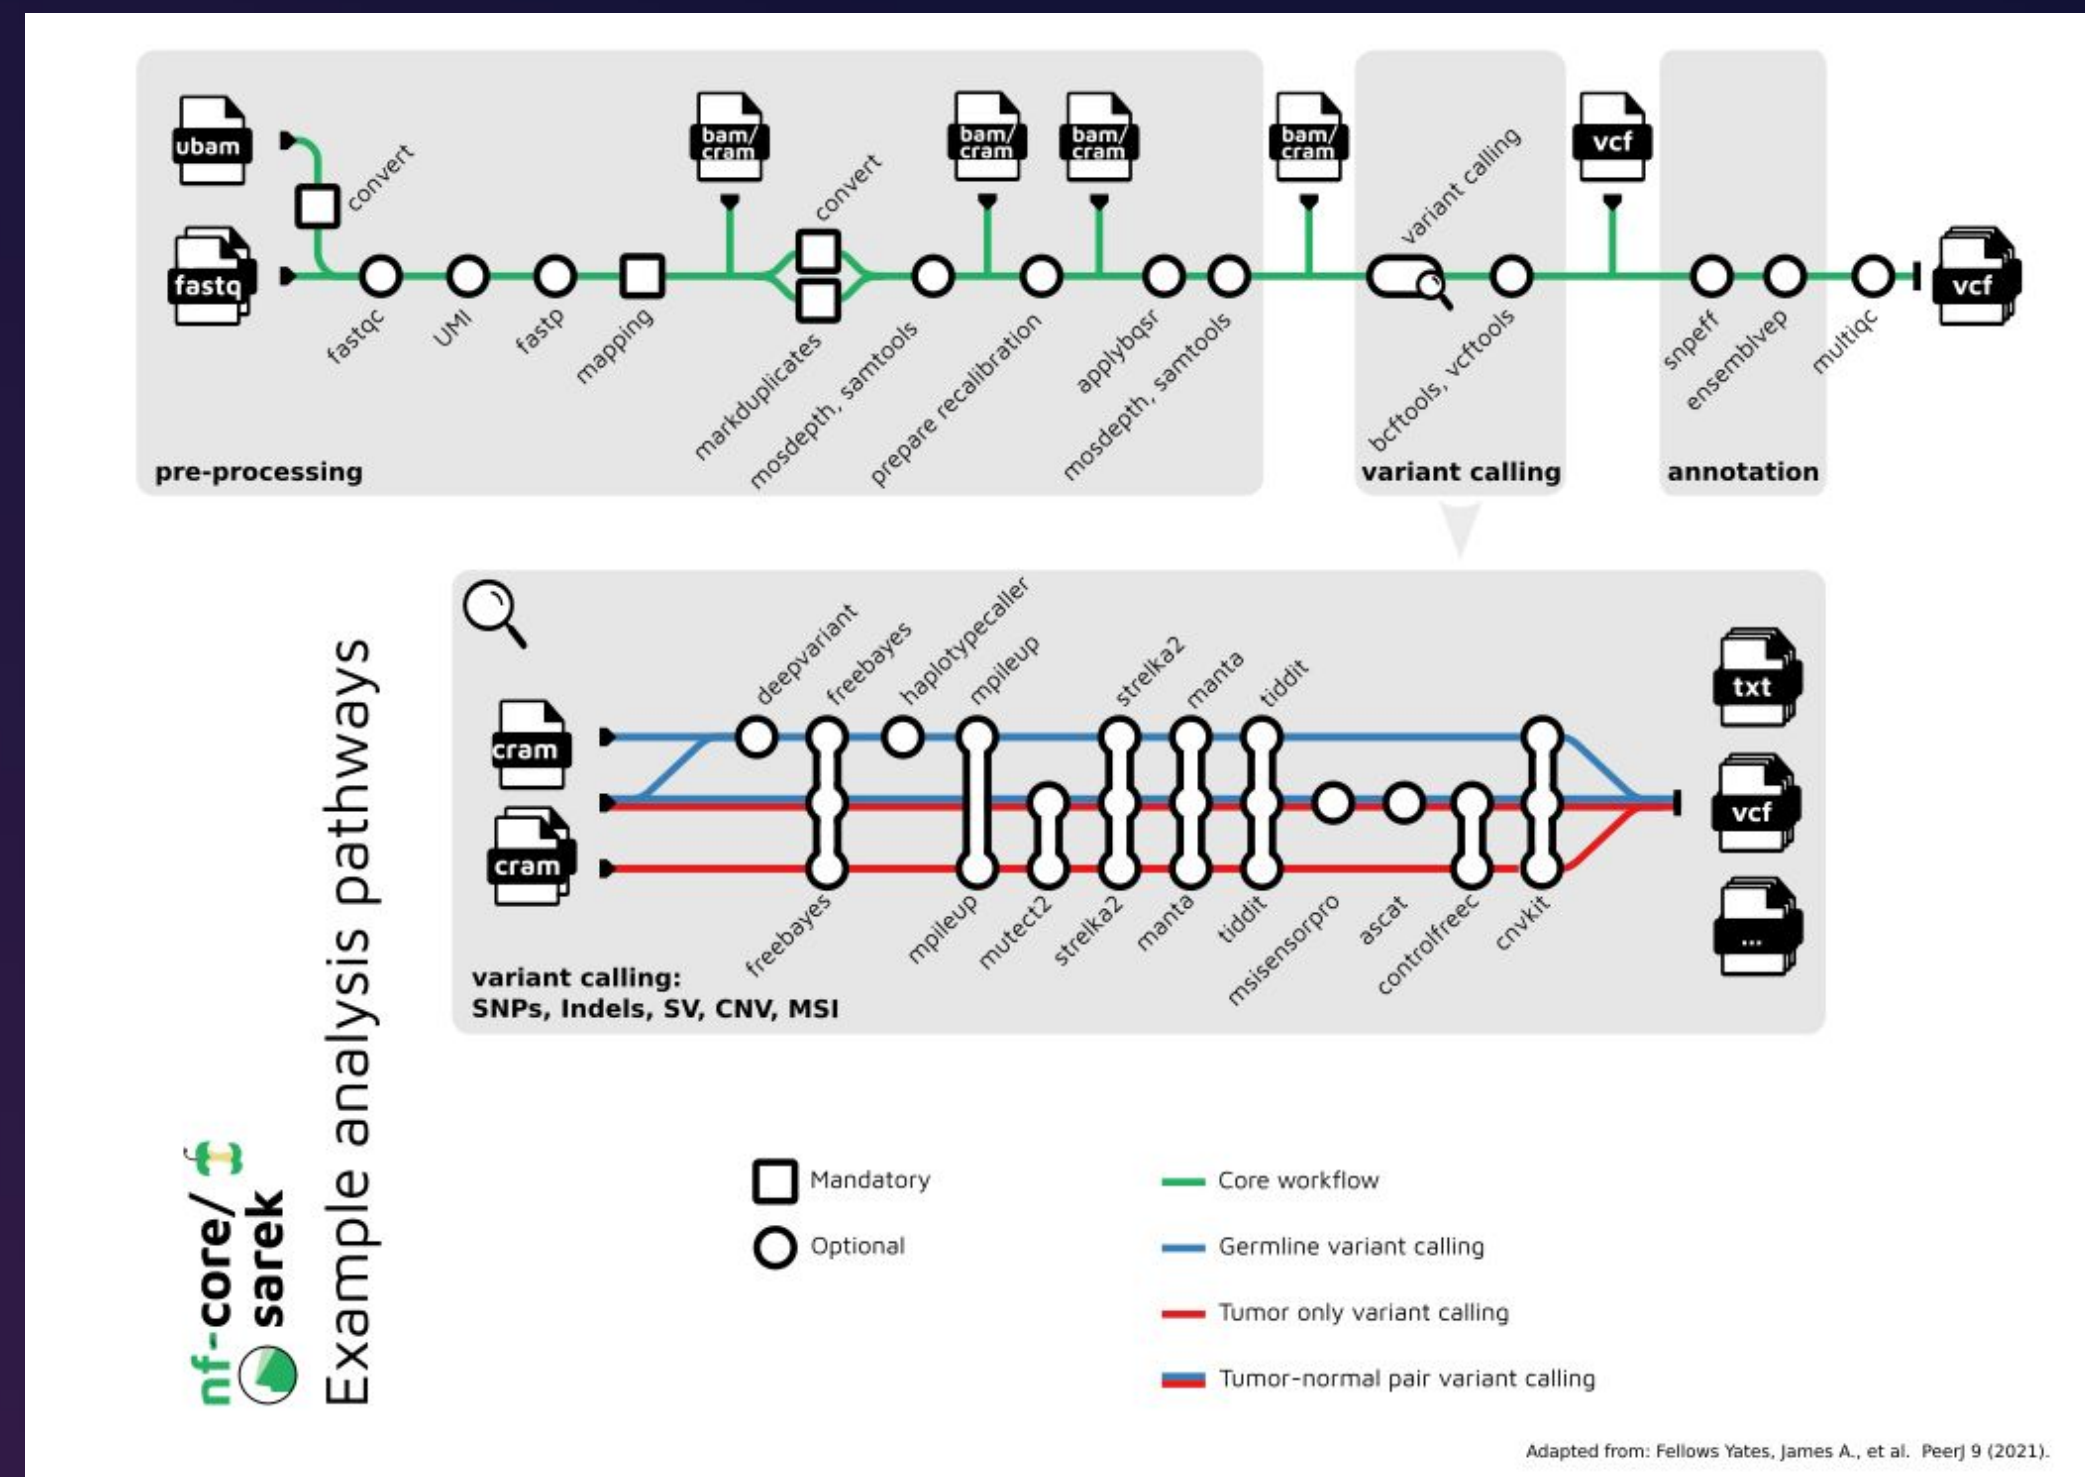 ubam
convert
fastq
bam/
cram
convert
bam/
cram
bam/
cram
bam/
cram
variant calling
vcf
vcf
fastqc
UMI
fastp
mapping
markduplicates
mosdepth, samtools
prepare recalibration
applybqsr
mosdepth, samtools
bcftools, vcftools
snpeff
ensemblvep
multiqc
pre-processing
variant calling
annotation
deepvariant
freebayes
haplotypecaller
mpileup
strelka2
manta
tiddit
cram
cram
txt
vcf
...
freebayes
mpileup
mutect2
strelka2
manta
tiddit
msisensorpro
ascat
controlfreec
cnvkit
variant calling:
SNPs, Indels, SV, CNV, MSI
nf-core/
sarek
Example analysis pathways
Mandatory
Optional
Core workflow
Germline variant calling
Tumor only variant calling
Tumor-normal pair variant calling
Adapted from: Fellows Yates, James A., et al. PeerJ 9 (2021).